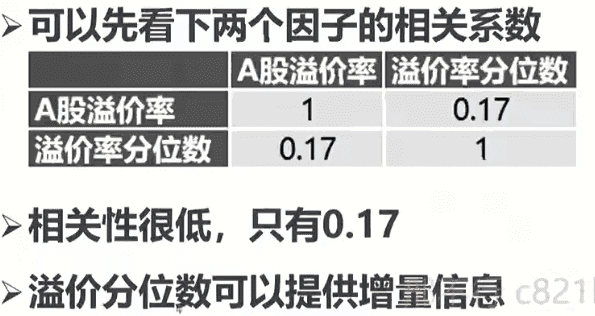 ➢可以先看下两个因子的相关系数
A股溢价率 溢价率分位数
A股溢价率 1 0.17
溢价率分位数 0.17 1
➢相关性很低，只有0.17
➢溢价分位数可以提供增量信息